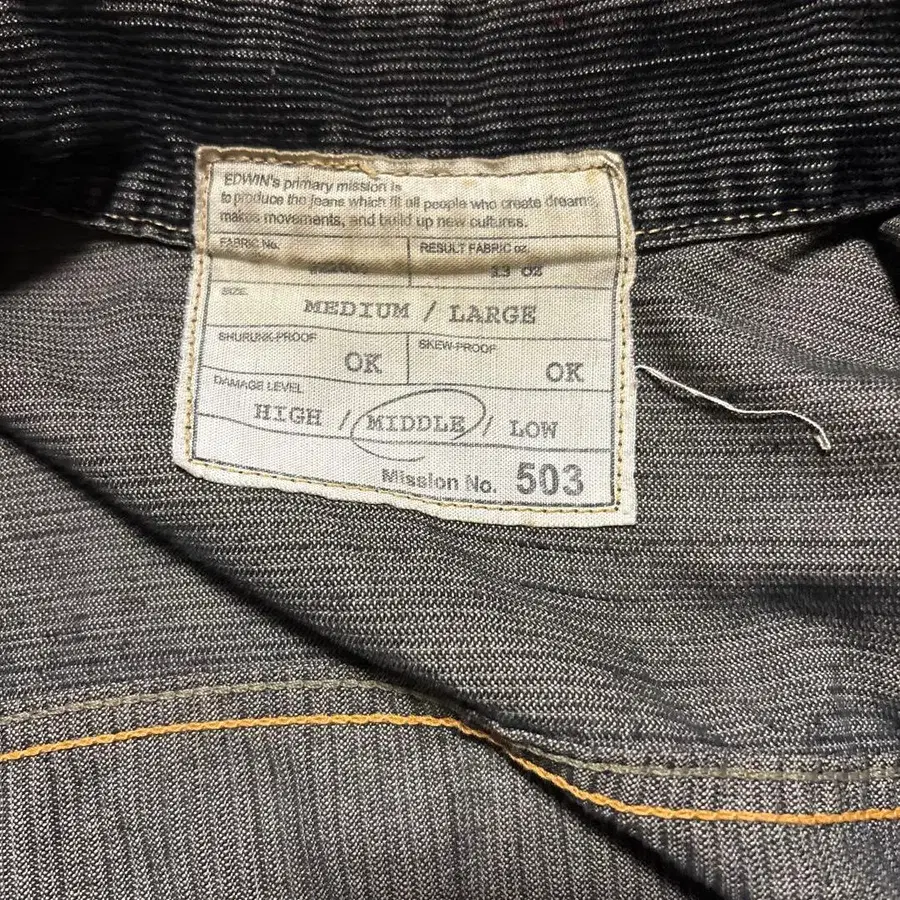 EDWIN's primary mission is
to produce the jeans which fit all people who create dreams,
makes movements, and build up new cultures.
FABRIC No. RESULT FABRIC oz.
OZ
SIZE
MEDIUM / LARGE
SHURUNK-PROOF SKEW-PROOF
OK OK
DAMAGE LEVEL
HIGH / MIDDLE / LOW
Mission No. 503